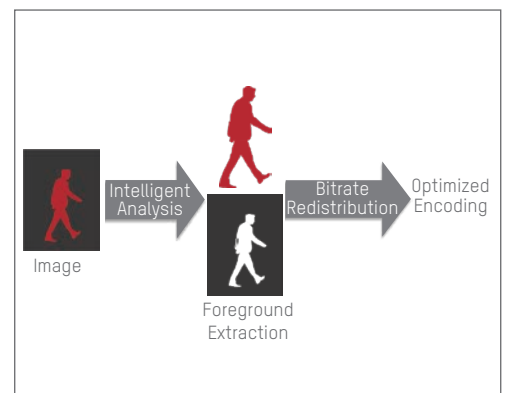 Image
Intelligent
Analysis
Foreground
Extraction
Bitrate
Redistribution
Optimized
Encoding